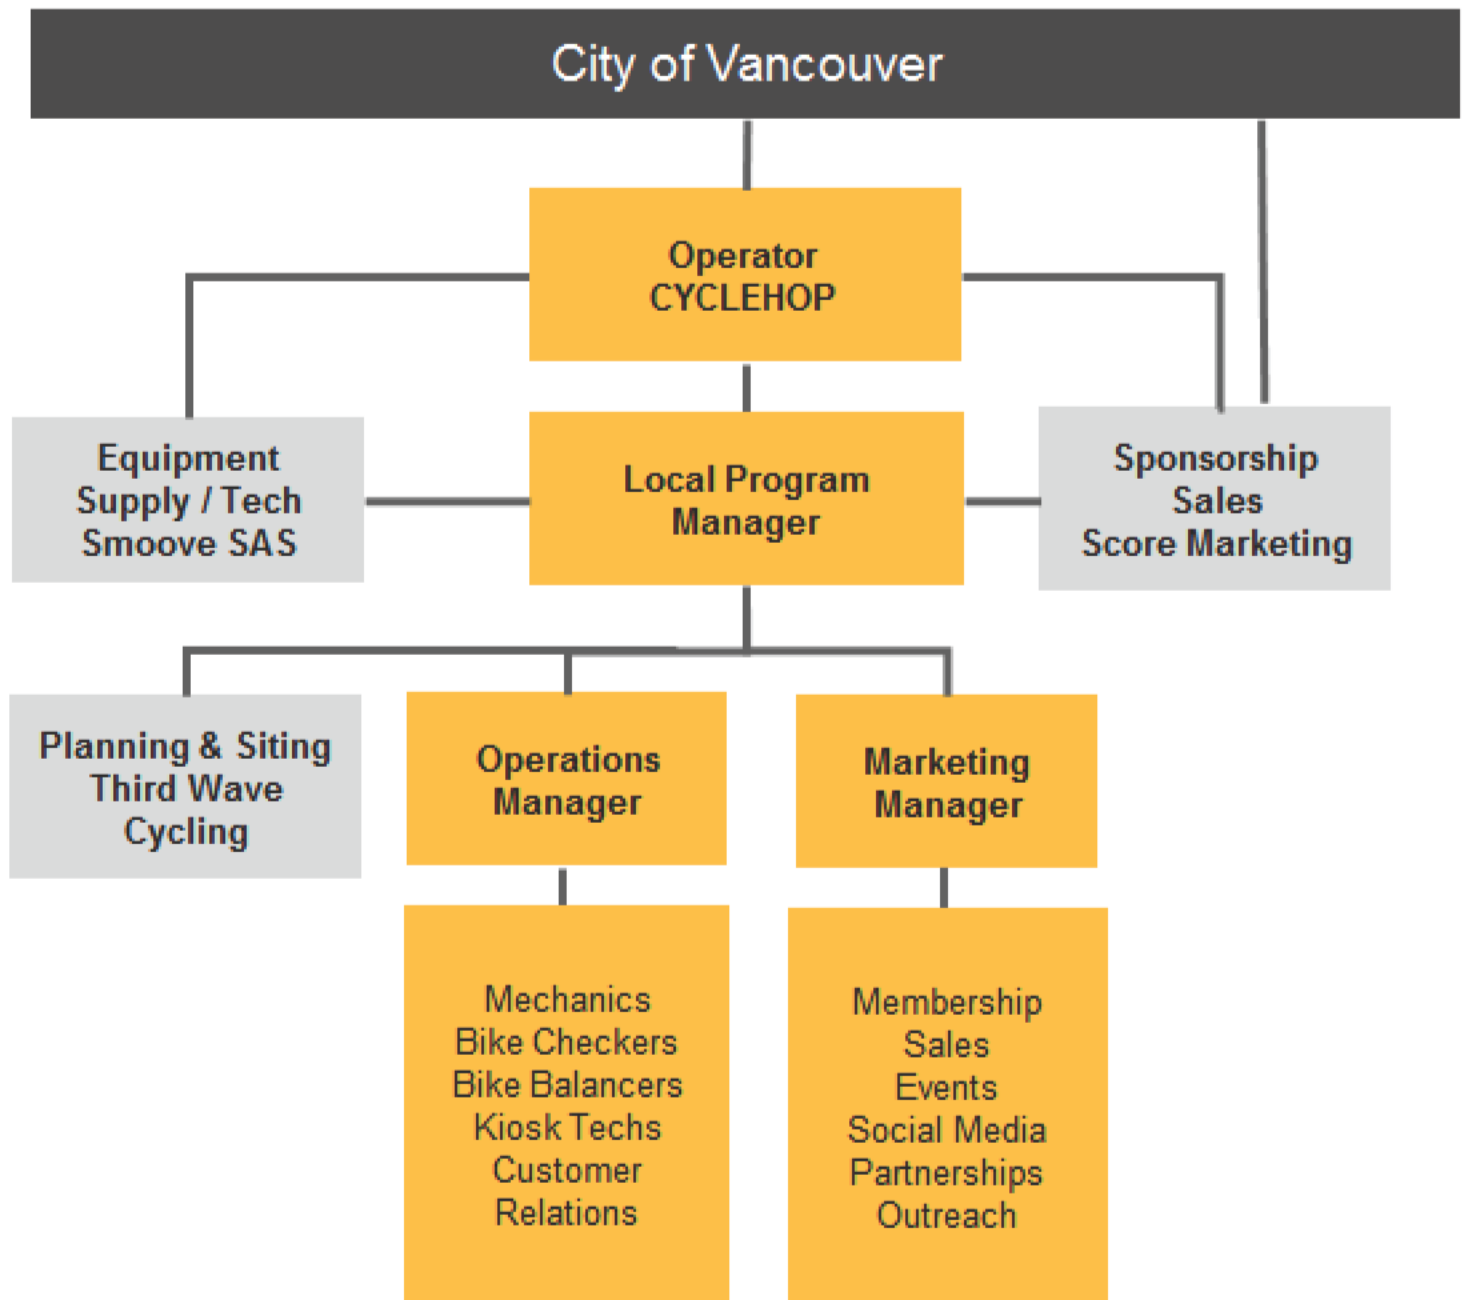 City of Vancouver
Operator
CYCLEHOP
Equipment
Supply / Tech
Smoove SAS
Local Program
Manager
Sponsorship
Sales
Score Marketing
Planning & Siting
Third Wave
Cycling
Operations
Manager
Marketing
Manager
Mechanics
Bike Checkers
Bike Balancers
Kiosk Techs
Customer
Relations
Membership
Sales
Events
Social Media
Partnerships
Outreach